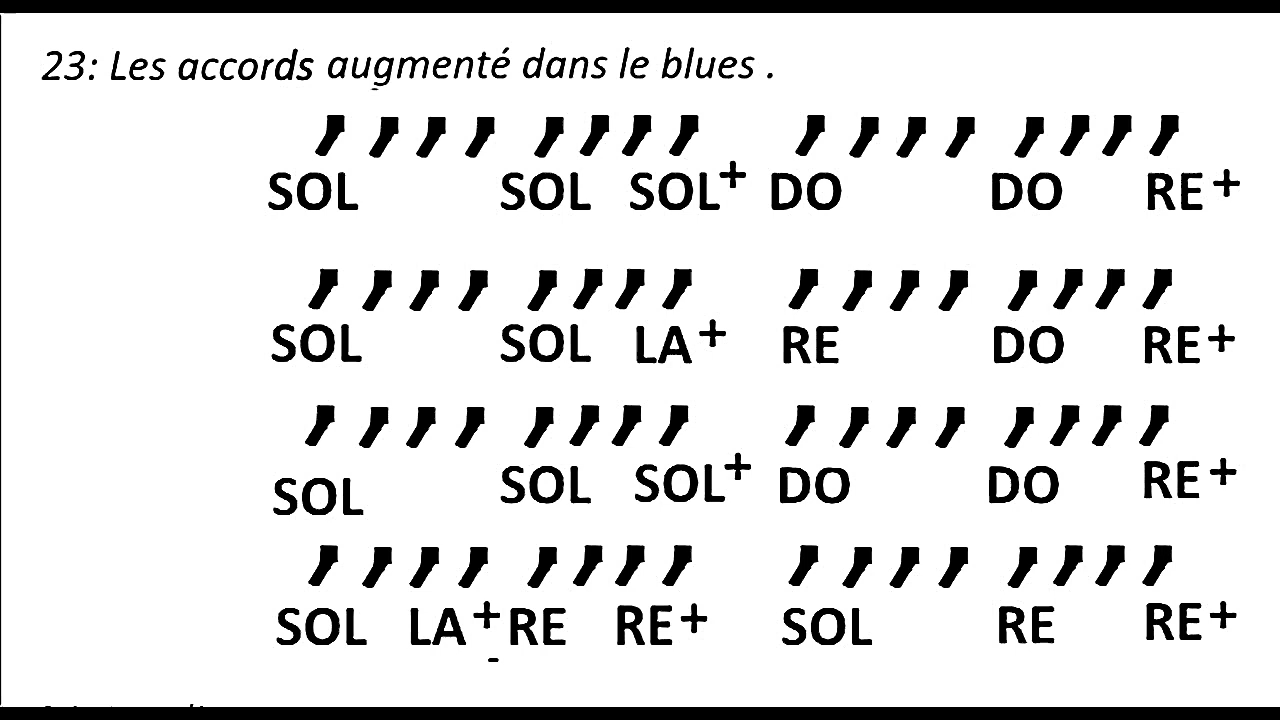 23: Les accords augmenté dans le blues .
, , , , , , , , , , , , , , , ,
SOL SOL SOL+ DO DO RE+
, , , , , , , , , , , , , , , ,
SOL SOL LA+ RE DO RE+
, , , , , , , , , , , , , , , ,
SOL SOL SOL+ DO DO RE+
, , , , , , , , , , , , , , , ,
SOL LA+ RE RE+ SOL RE RE+